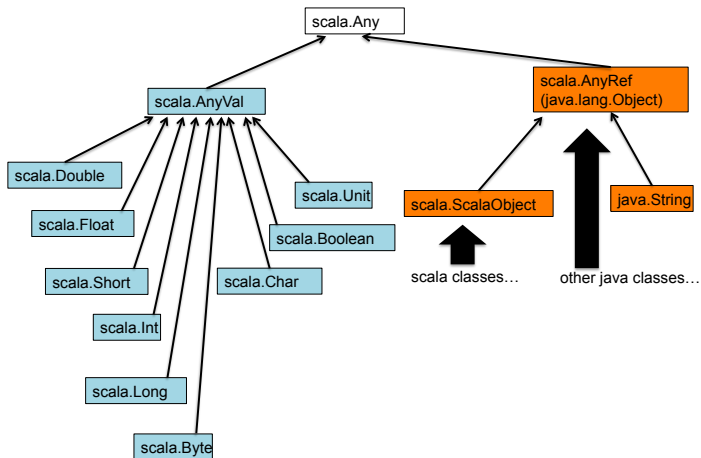 scala.Any
scala.AnyRef
(java.lang.Object)
scala.AnyVal
scala.Double
scala.Unit
scala.ScalaObject
java.String
scala.Float
scala.Boolean
scala.Short
scala.Char
scala classes…
other java classes…
scala.Int
scala.Long
scala.Byte